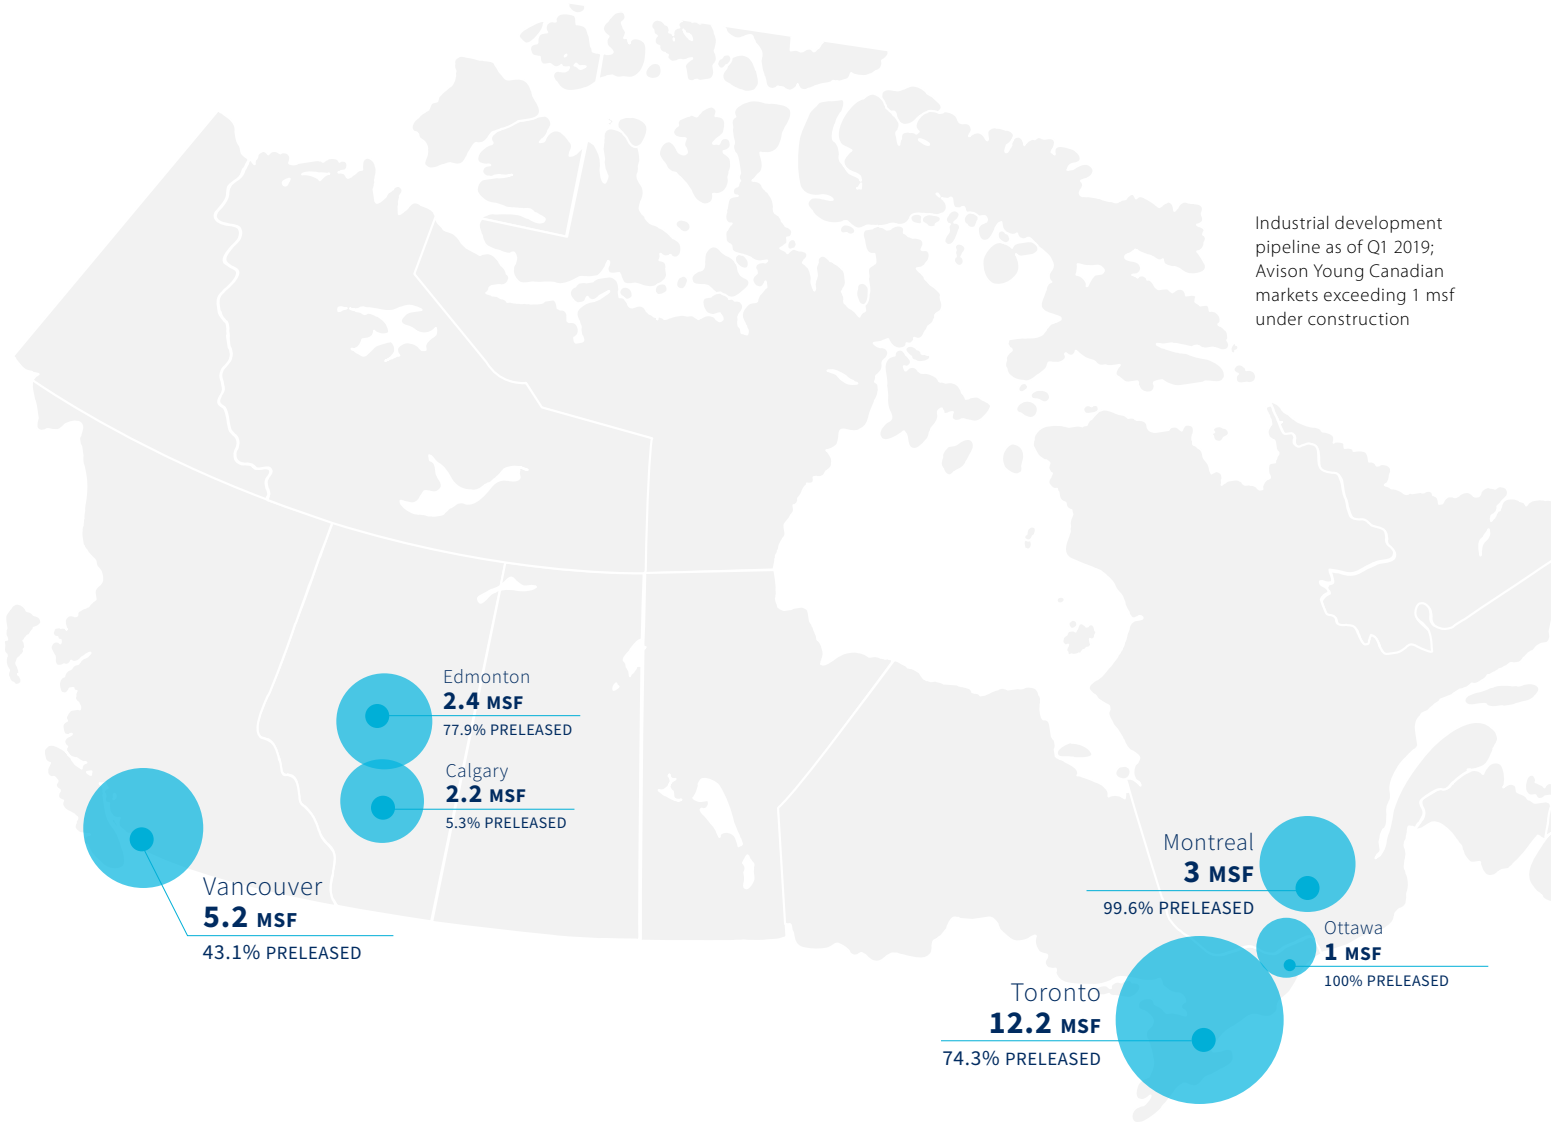 Industrial development
pipeline as of Q1 2019;
Avison Young Canadian
markets exceeding 1 msf
under construction
Edmonton
2.4 MSF
77.9% PRELEASED
Calgary
2.2 MSF
5.3% PRELEASED
Vancouver
5.2 MSF
43.1% PRELEASED
Montreal
3 MSF
99.6% PRELEASED
Ottawa
1 MSF
100% PRELEASED
Toronto
12.2 MSF
74.3% PRELEASED